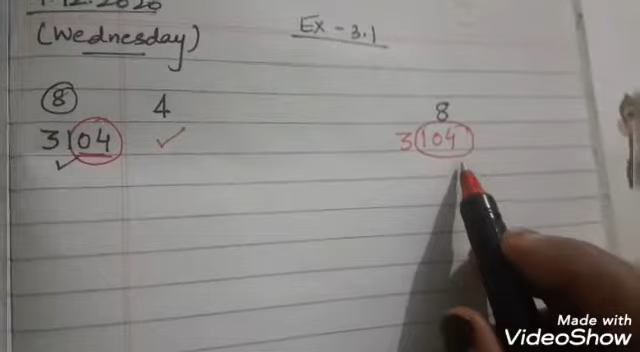 (Wednesday)
Ex - 3.1
8 4 8
3104 3104
Made with
VideoShow